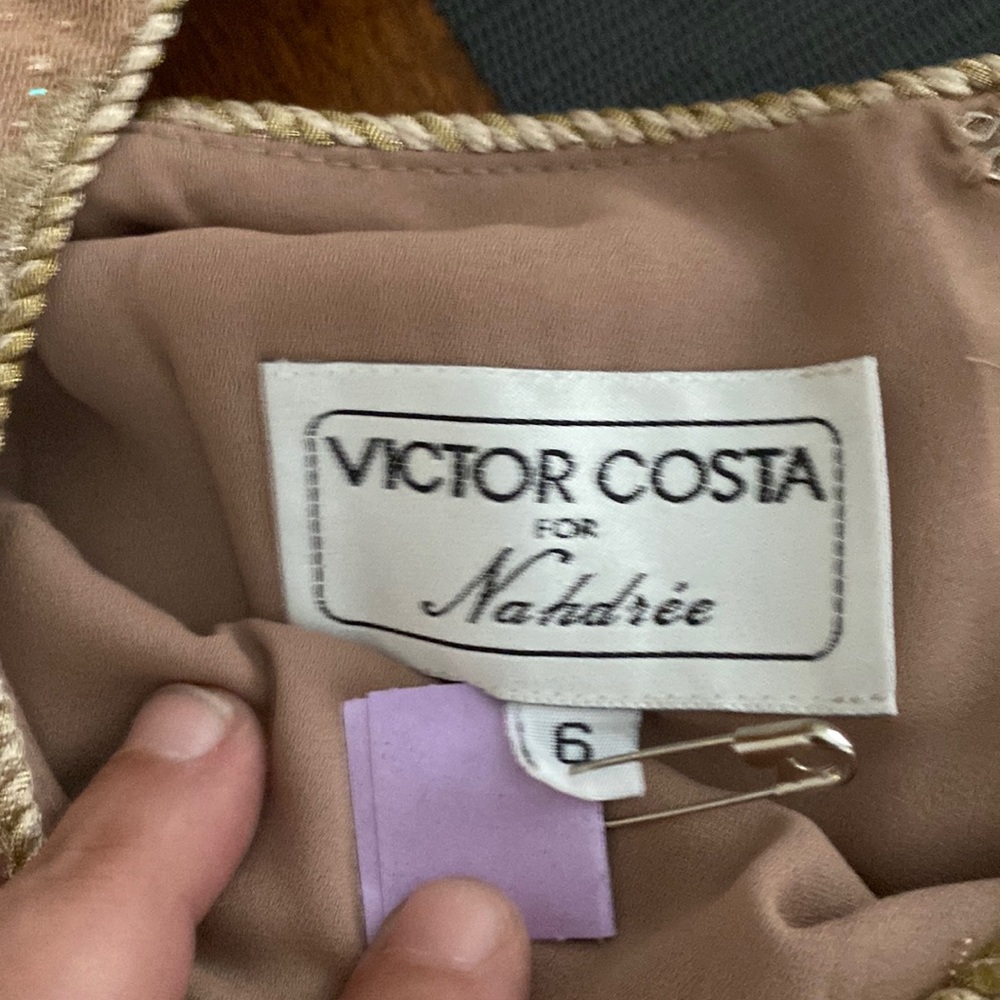 VICTOR COSTA
FOR
Nahdrée
6